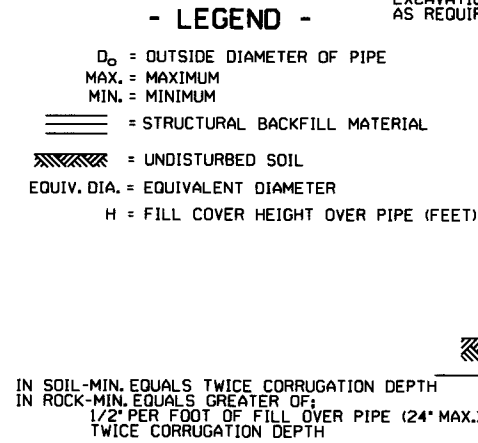 - LEGEND -
AS REQUIR
Do = OUTSIDE DIAMETER OF PIPE
MAX. = MAXIMUM
MIN. = MINIMUM
= STRUCTURAL BACKFILL MATERIAL
= UNDISTURBED SOIL
EQUIV. DIA. = EQUIVALENT DIAMETER
H = FILL COVER HEIGHT OVER PIPE (FEET)
IN SOIL-MIN. EQUALS TWICE CORRUGATION DEPTH
IN ROCK-MIN. EQUALS GREATER OF:
1/2" PER FOOT OF FILL OVER PIPE (24" MAX.)
TWICE CORRUGATION DEPTH